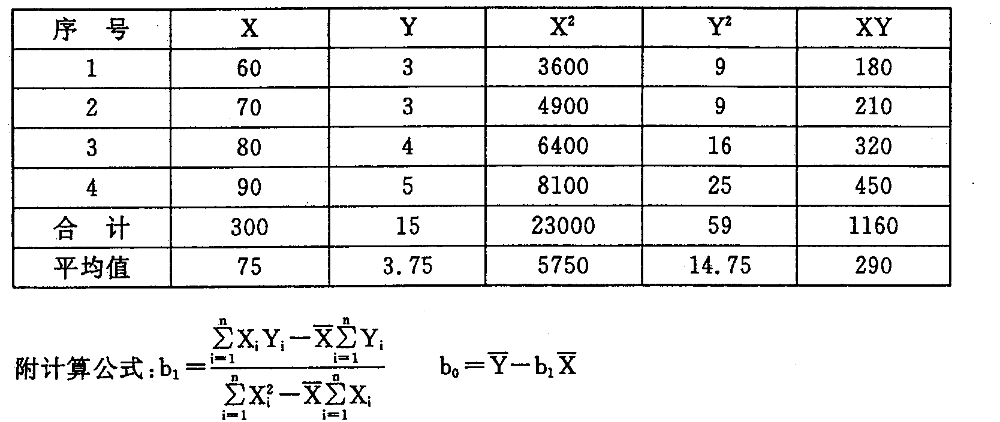 序 号 X Y X² Y² XY
1 60 3 3600 9 180
2 70 3 4900 9 210
3 80 4 6400 16 320
4 90 5 8100 25 450
合 计 300 15 23000 59 1160
平均值 75 3.75 5750 14.75 290
附计算公式:b₁=\frac{\sum_{i=1}^{n}X_iY_i-\overline{X}\sum_{i=1}^{n}Y_i}{\sum_{i=1}^{n}X_i^2-\overline{X}\sum_{i=1}^{n}X_i} b₀=\overline{Y}-b₁\overline{X}